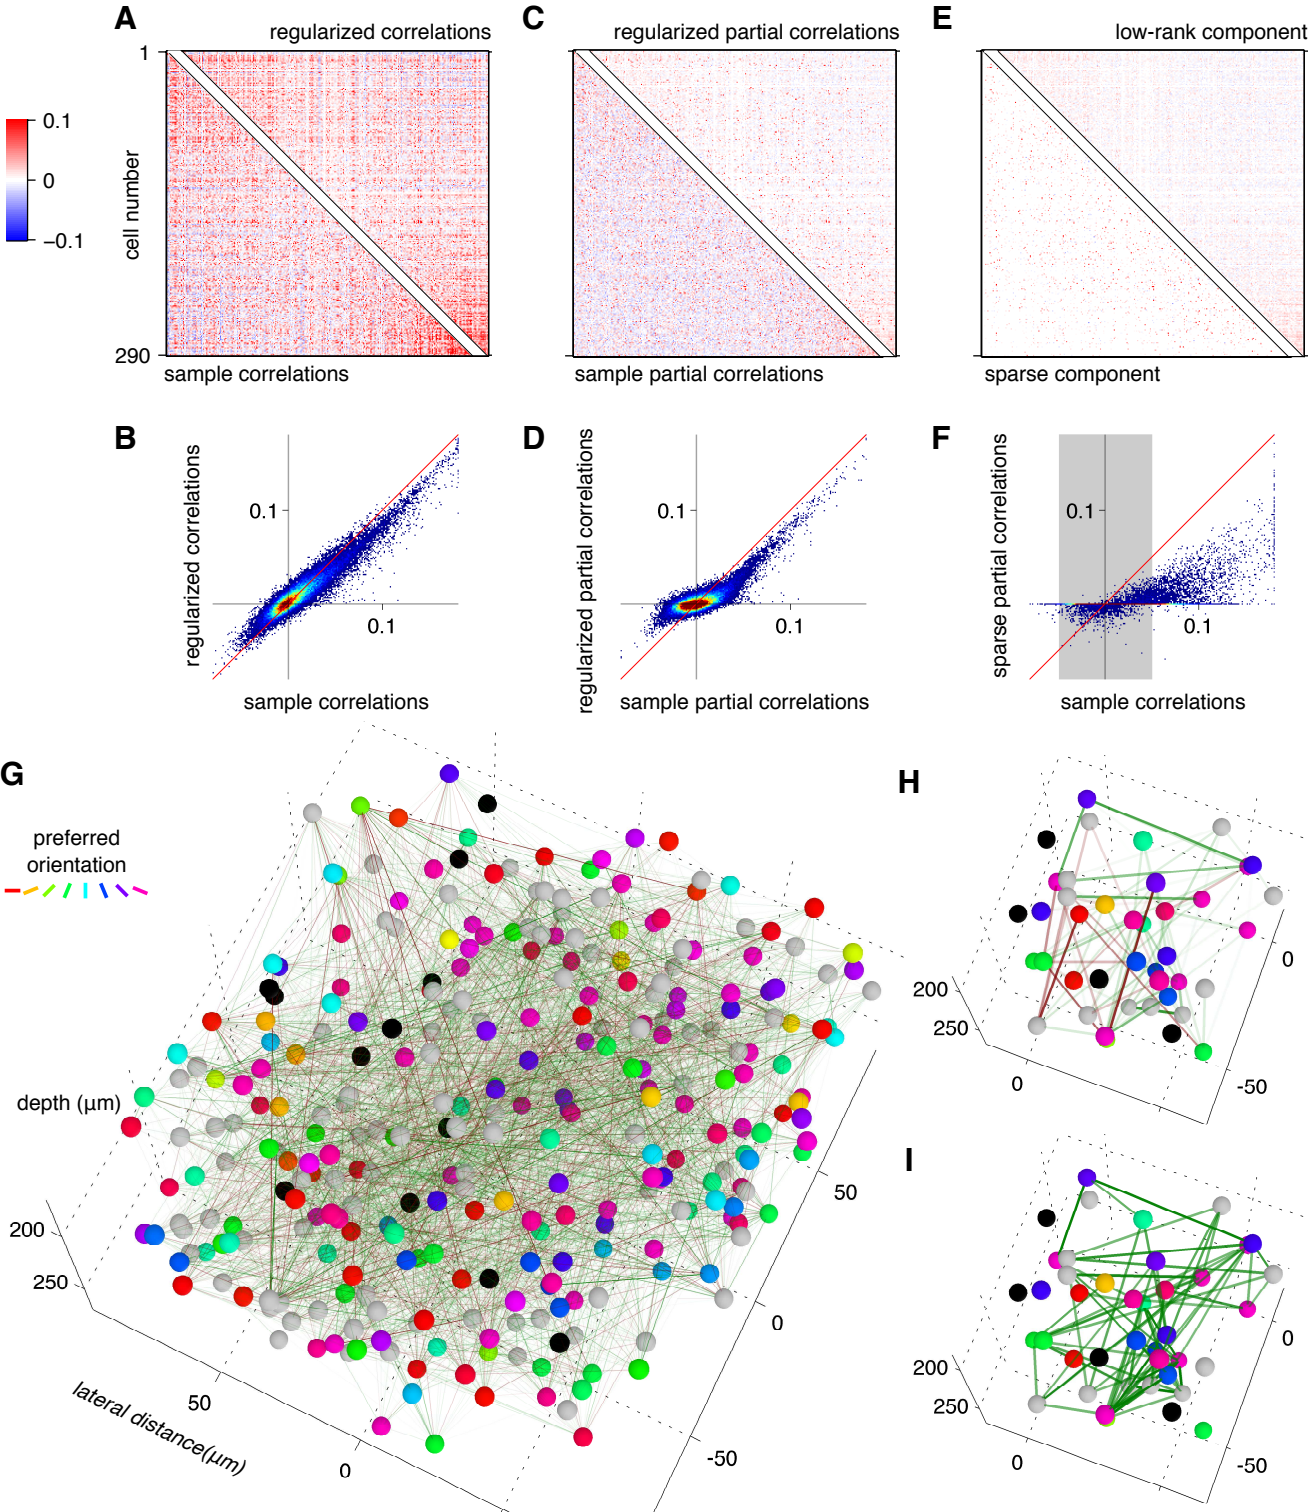 A
regularized correlations
1
cell number
290
sample correlations
0.1
0
−0.1
C
regularized partial correlations
sample partial correlations
E
low-rank component
sparse component
B
regularized correlations
0.1
0.1
sample correlations
D
regularized partial correlations
0.1
0.1
sample partial correlations
F
sparse partial correlations
0.1
0.1
sample correlations
G
preferred
orientation
depth (μm)
200
250
lateral distance(μm)
50
0
50
0
-50
H
200
250
0
0
-50
I
200
250
0
0
-50